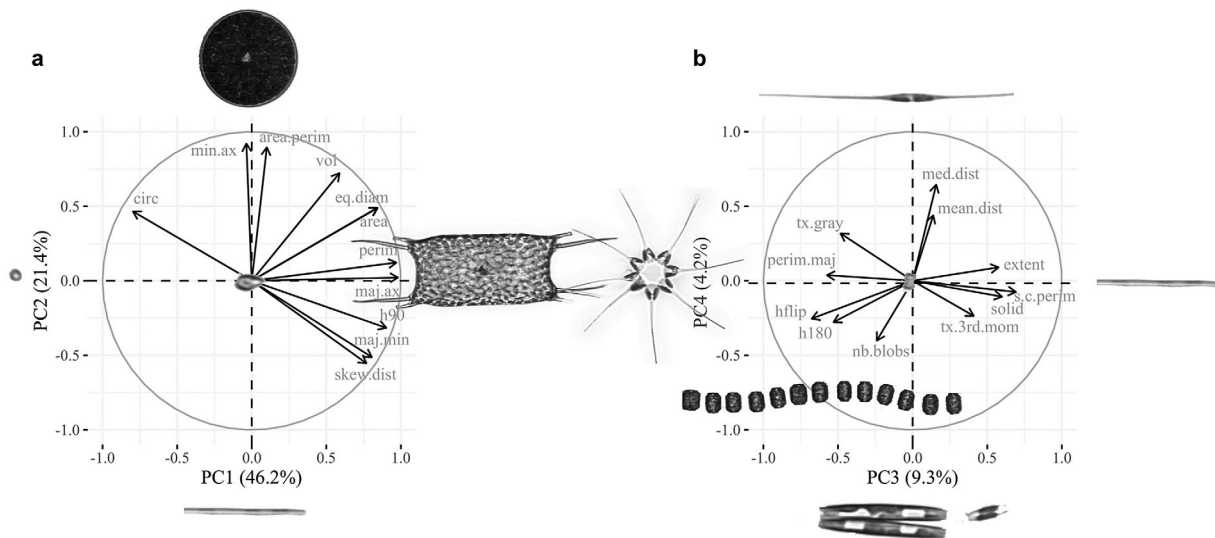 a
1.0
0.5
0.0
-0.5
-1.0
PC2 (21.4%)
min.ax
area.perim
vol
circ
eq.diam
area
perim
maj.ax
h90
maj.min
skew.dist
-1.0 -0.5 0.0 0.5 1.0
PC1 (46.2%)
b
1.0
0.5
0.0
-0.5
-1.0
PC4 (4.2%)
med.dist
mean.dist
tx.gray
perim.maj
extent
s.c.perim
solid
hflip
tx.3rd.mom
h180
nb.blobs
-1.0 -0.5 0.0 0.5 1.0
PC3 (9.3%)